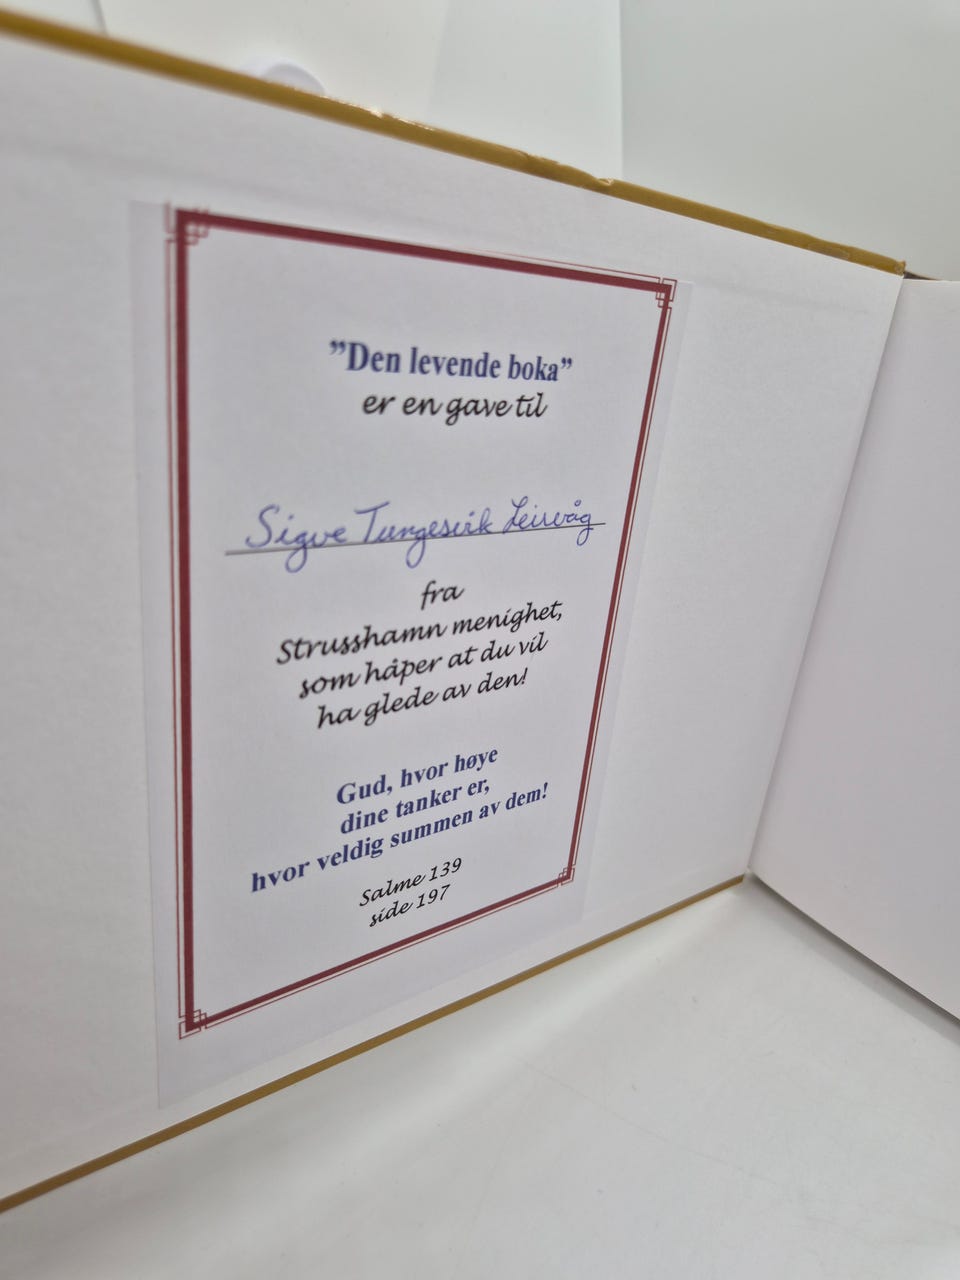 ”Den levende boka”
er en gave til
Sigve Tungesvik Leirvåg
fra
Strusshamn menighet,
som håper at du vil
ha glede av den!
Gud, hvor høye
dine tanker er,
hvor veldig summen av dem!
Salme 139
side 197